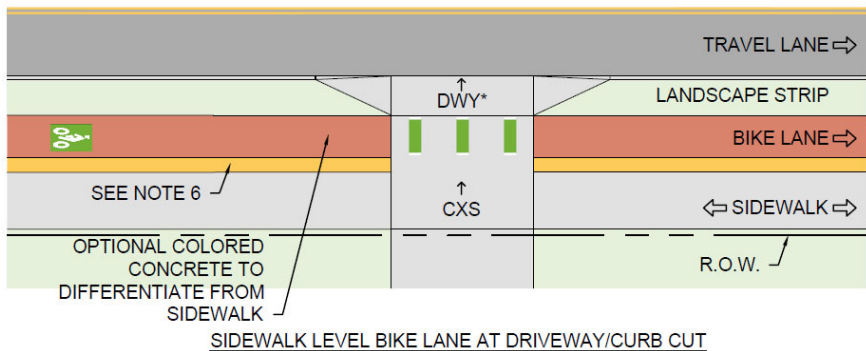 TRAVEL LANE
DWY*
LANDSCAPE STRIP
BIKE LANE
SEE NOTE 6
CXS
SIDEWALK
OPTIONAL COLORED
CONCRETE TO
DIFFERENTIATE FROM
SIDEWALK
R.O.W.
SIDEWALK LEVEL BIKE LANE AT DRIVEWAY/CURB CUT